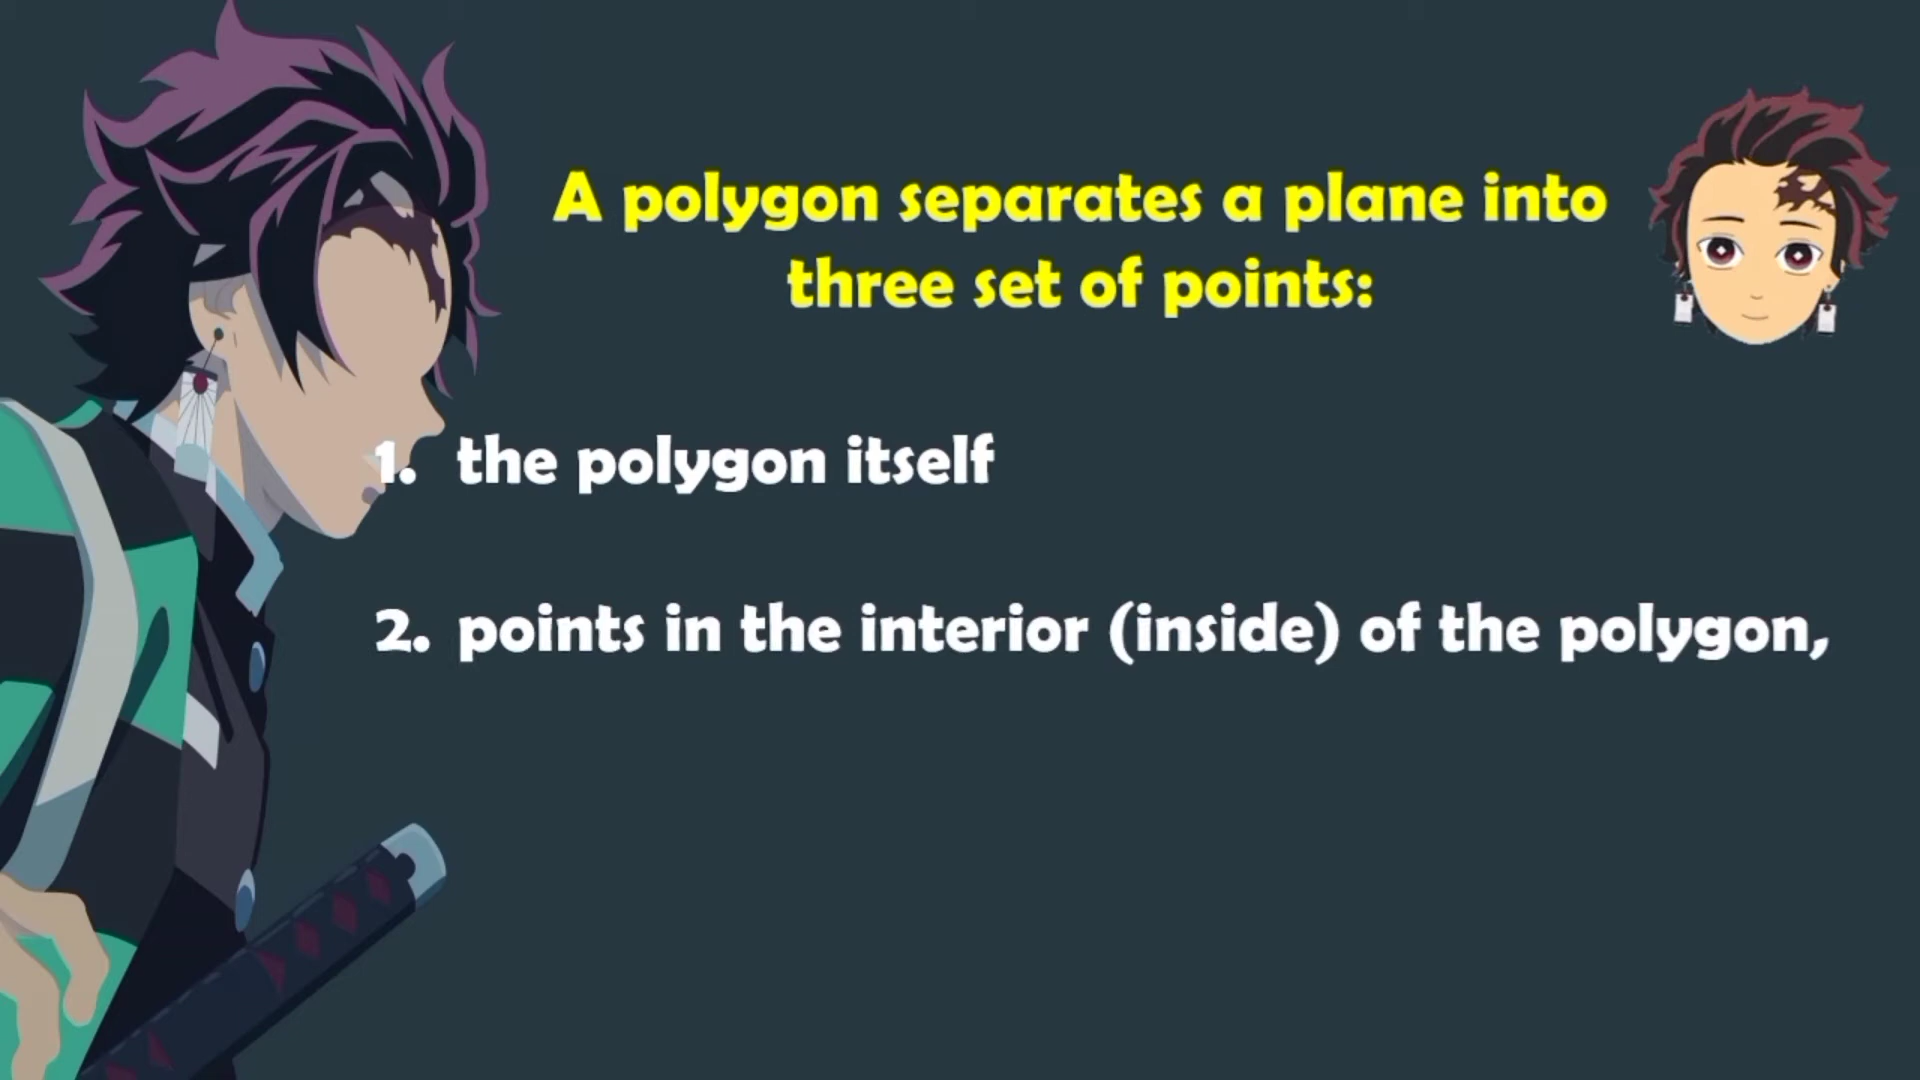 A polygon separates a plane into
three set of points:
1. the polygon itself
2. points in the interior (inside) of the polygon,